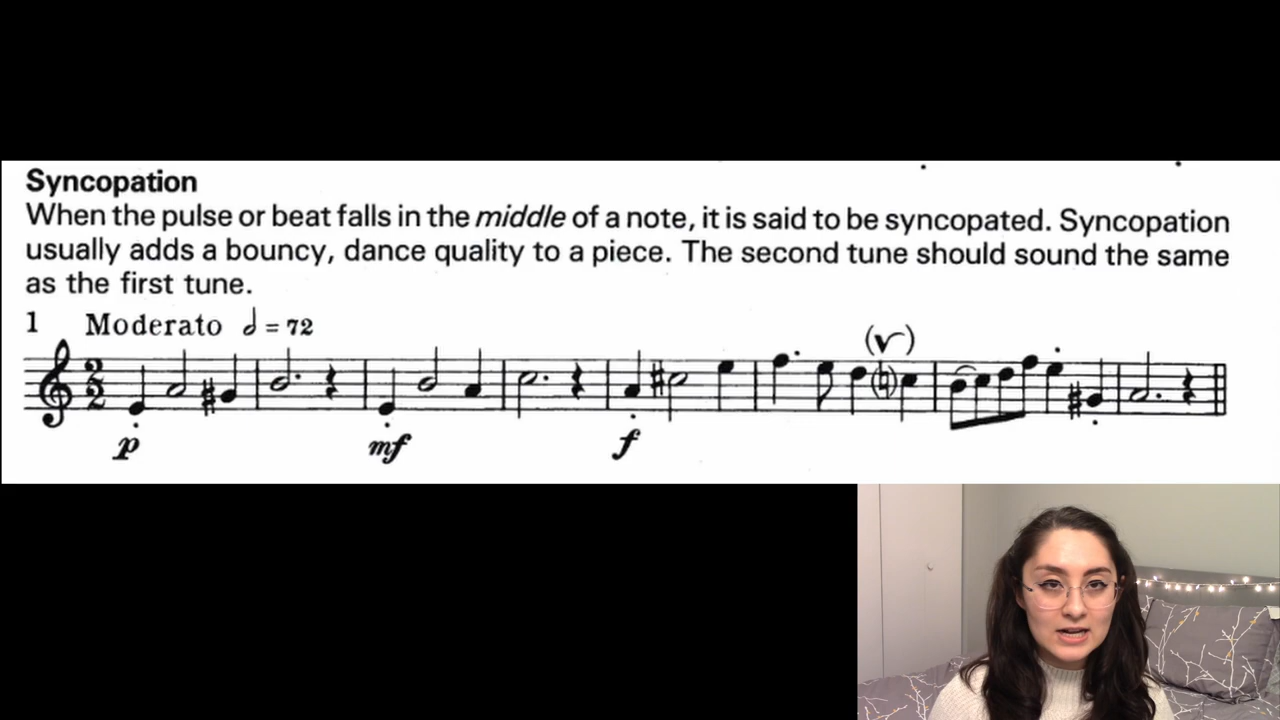 Syncopation
When the pulse or beat falls in the middle of a note, it is said to be syncopated. Syncopation
usually adds a bouncy, dance quality to a piece. The second tune should sound the same
as the first tune.
1 Moderato 𝅗𝅥 = 72
2
2
p mf f